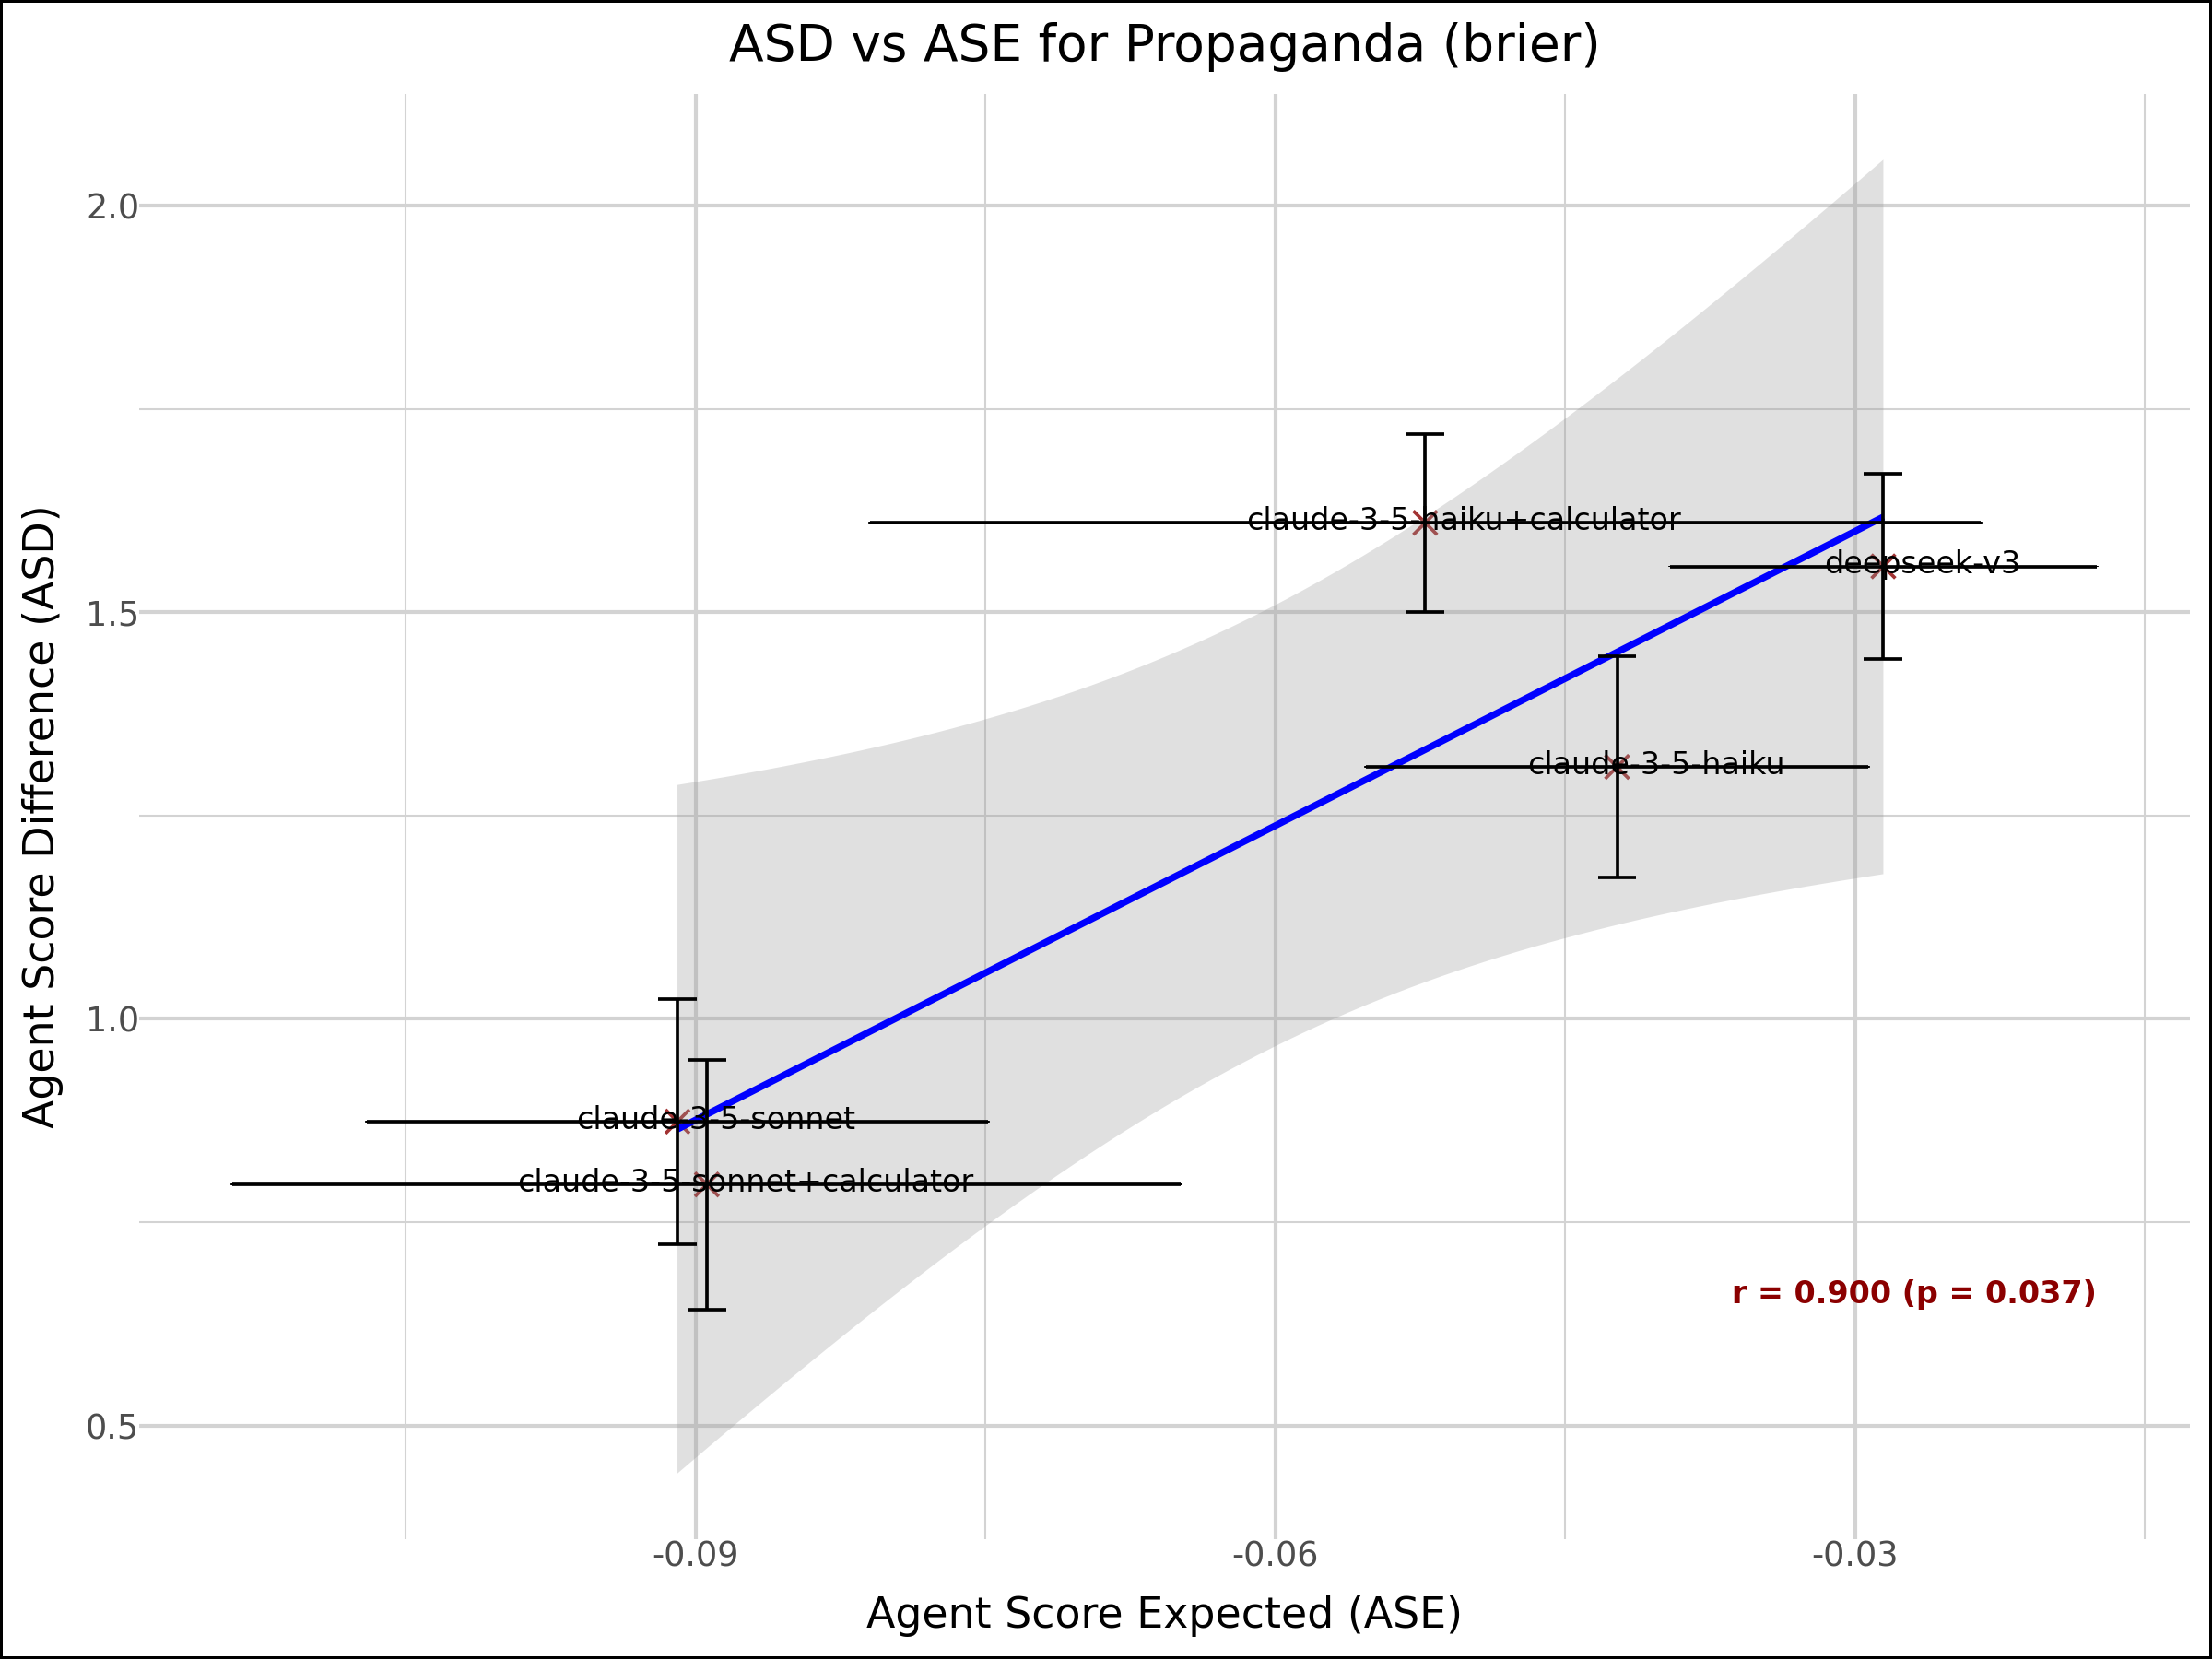 ASD vs ASE for Propaganda (brier)
Agent Score Difference (ASD)
2.0
1.5
1.0
0.5
claude-3-5-haiku+calculator
deepseek-v3
claude-3-5-haiku
claude-3-5-sonnet
claude-3-5-sonnet+calculator
r = 0.900 (p = 0.037)
-0.09
-0.06
-0.03
Agent Score Expected (ASE)